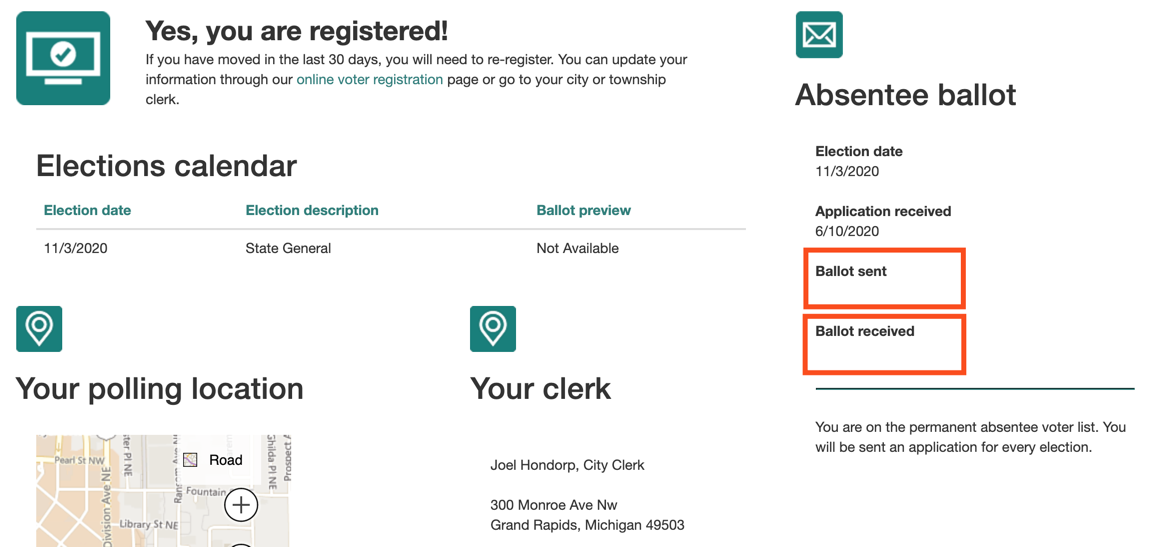 Yes, you are registered!
If you have moved in the last 30 days, you will need to re-register. You can update your
information through our online voter registration page or go to your city or township
clerk.
Elections calendar
Election date Election description Ballot preview
11/3/2020 State General Not Available
Your polling location
Pearl St NW
Division Ave NE
Library St NE
Fountain
Road
Gilda Pl NE
Prospect A
Your clerk
Joel Hondorp, City Clerk
300 Monroe Ave Nw
Grand Rapids, Michigan 49503
Absentee ballot
Election date
11/3/2020
Application received
6/10/2020
Ballot sent
Ballot received
You are on the permanent absentee voter list. You
will be sent an application for every election.